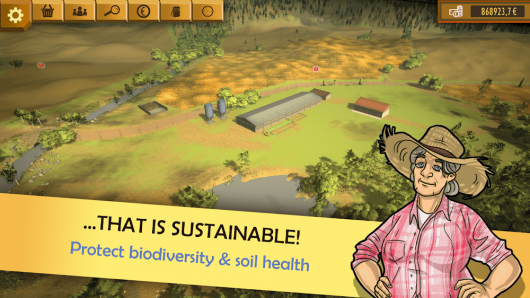 868923,7 €
...THAT IS SUSTAINABLE!
Protect biodiversity & soil health